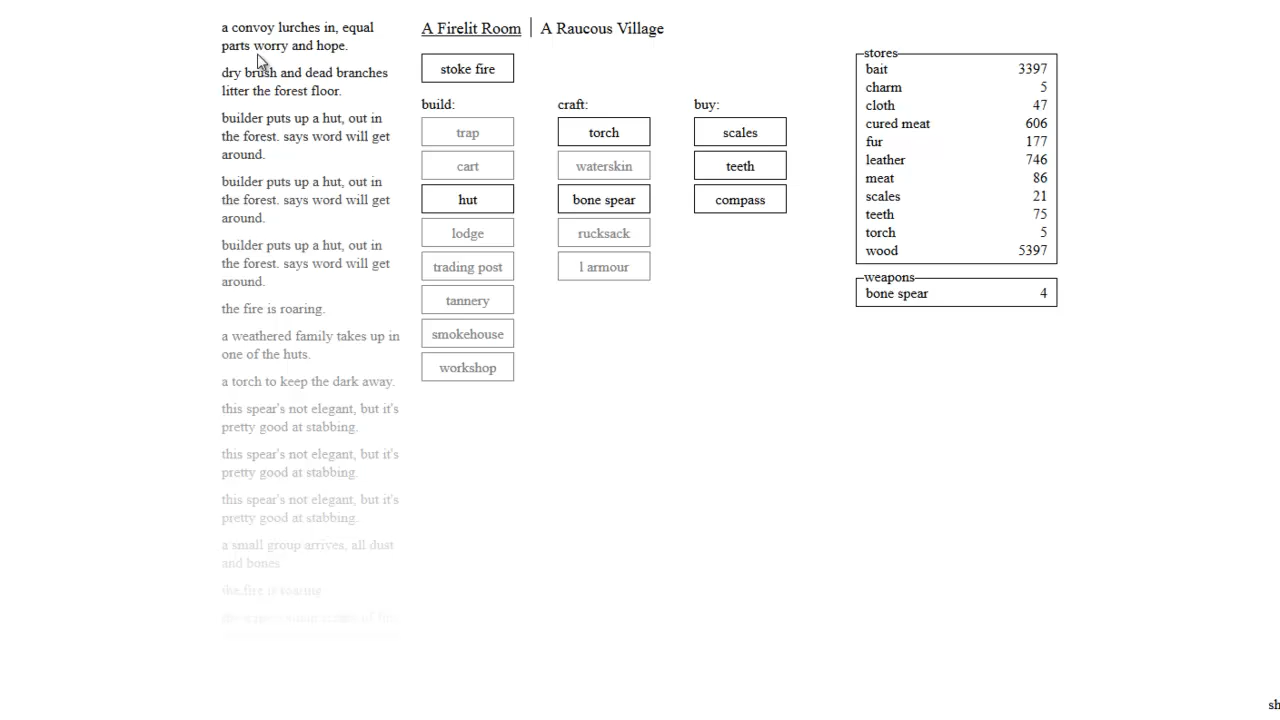 a convoy lurches in, equal
parts worry and hope.
dry brush and dead branches
litter the forest floor.
builder puts up a hut, out in
the forest. says word will get
around.
builder puts up a hut, out in
the forest. says word will get
around.
builder puts up a hut, out in
the forest. says word will get
around.
the fire is roaring.
a weathered family takes up in
one of the huts.
a torch to keep the dark away.
this spear's not elegant, but it's
pretty good at stabbing.
this spear's not elegant, but it's
pretty good at stabbing.
this spear's not elegant, but it's
pretty good at stabbing.
a small group arrives, all dust
and bones
the fire is roaring
A Firelit Room
A Raucous Village
stoke fire
build:
trap
cart
hut
lodge
trading post
tannery
smokehouse
workshop
craft:
torch
waterskin
bone spear
rucksack
l armour
buy:
scales
teeth
compass
stores
bait 3397
charm 5
cloth 47
cured meat 606
fur 177
leather 746
meat 86
scales 21
teeth 75
torch 5
wood 5397
weapons
bone spear 4
sh